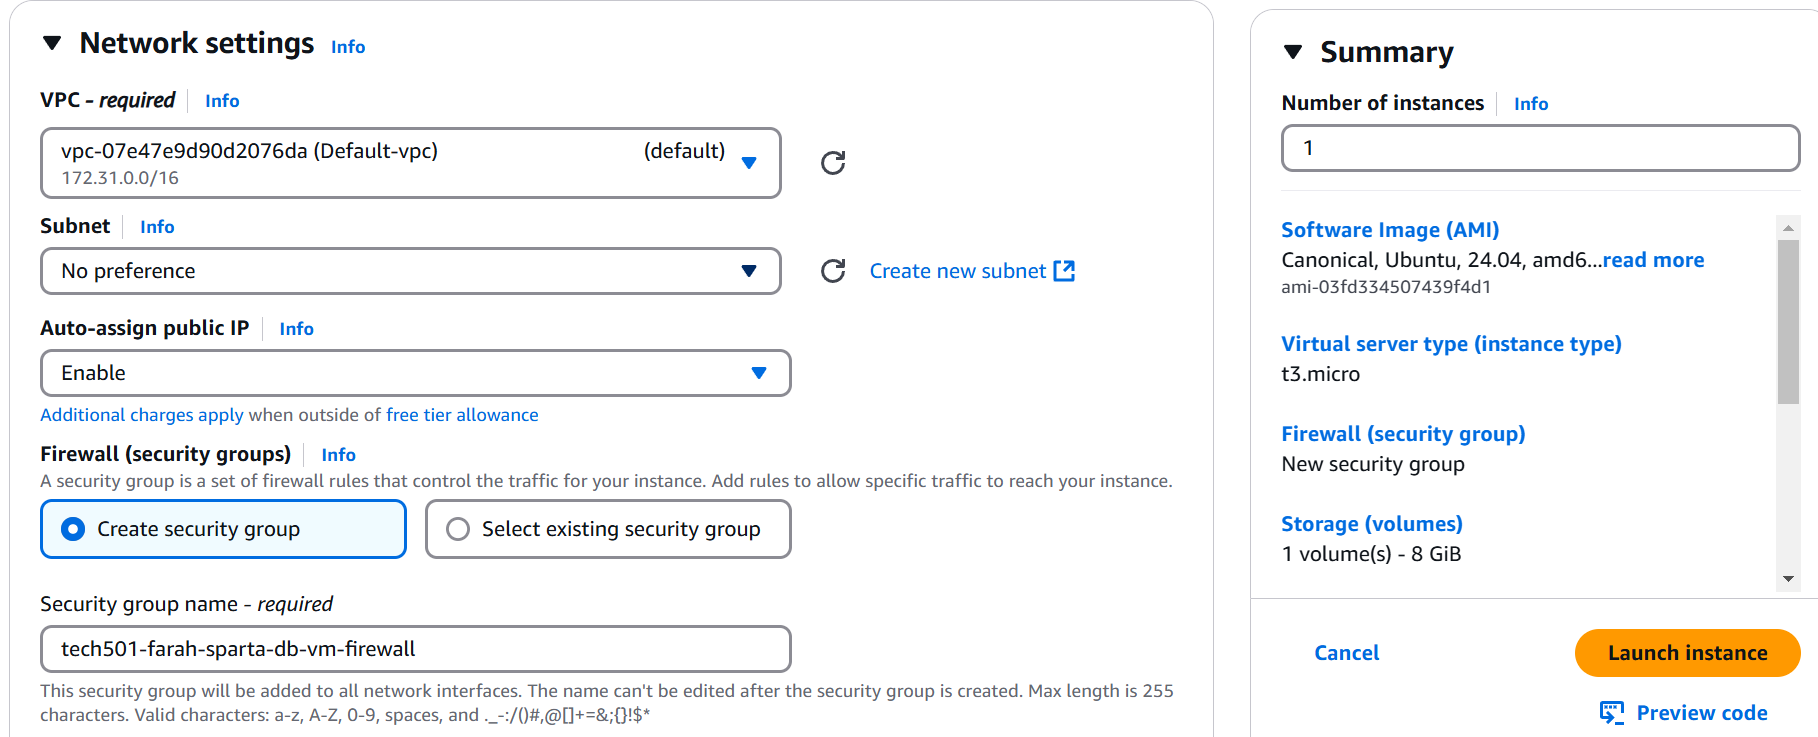 Network settings Info
VPC - required Info
vpc-07e47e9d90d2076da (Default-vpc) (default)
172.31.0.0/16
Subnet Info
No preference
Create new subnet
Auto-assign public IP Info
Enable
Additional charges apply when outside of free tier allowance
Firewall (security groups) Info
A security group is a set of firewall rules that control the traffic for your instance. Add rules to allow specific traffic to reach your instance.
Create security group
Select existing security group
Security group name - required
tech501-farah-sparta-db-vm-firewall
This security group will be added to all network interfaces. The name can't be edited after the security group is created. Max length is 255
characters. Valid characters: a-z, A-Z, 0-9, spaces, and ._-:/()#,@[]+=&;{}!$*
Summary
Number of instances Info
1
Software Image (AMI)
Canonical, Ubuntu, 24.04, amd6...read more
ami-03fd334507439f4d1
Virtual server type (instance type)
t3.micro
Firewall (security group)
New security group
Storage (volumes)
1 volume(s) - 8 GiB
Cancel
Launch instance
Preview code